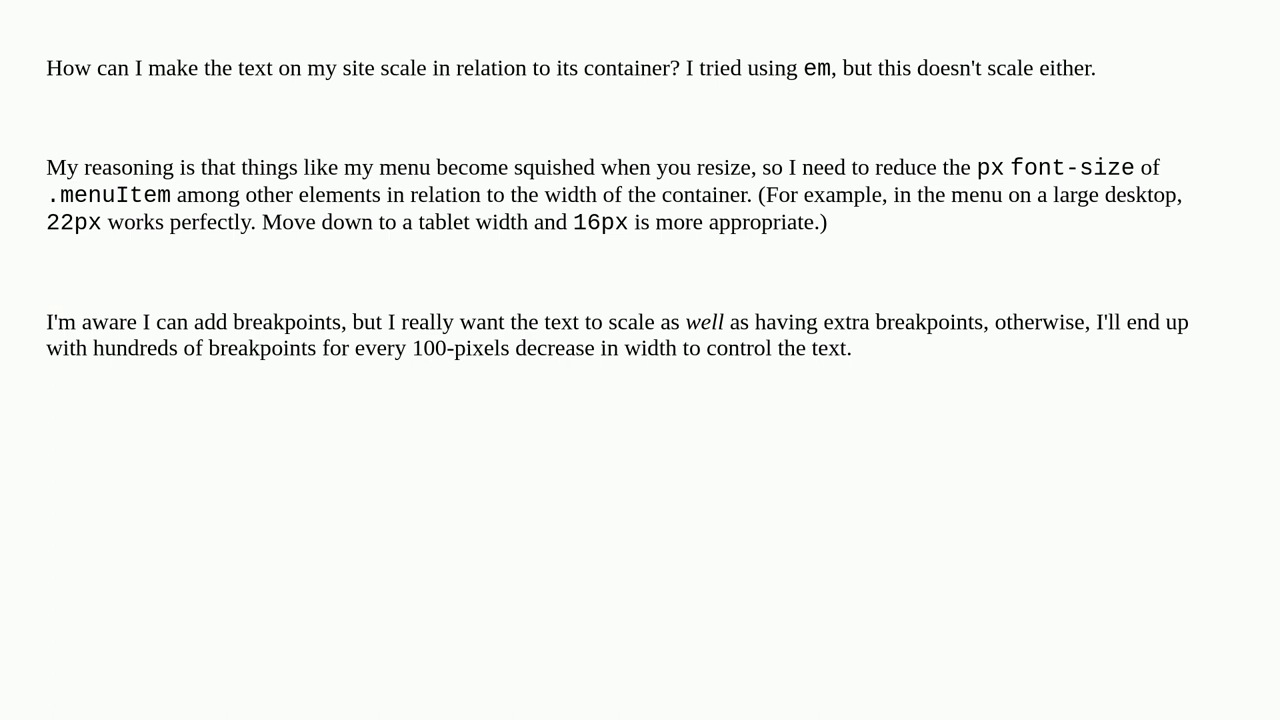 How can I make the text on my site scale in relation to its container? I tried using em, but this doesn't scale either.
My reasoning is that things like my menu become squished when you resize, so I need to reduce the px font-size of
.menuItem among other elements in relation to the width of the container. (For example, in the menu on a large desktop,
22px works perfectly. Move down to a tablet width and 16px is more appropriate.)
I'm aware I can add breakpoints, but I really want the text to scale as well as having extra breakpoints, otherwise, I'll end up
with hundreds of breakpoints for every 100-pixels decrease in width to control the text.